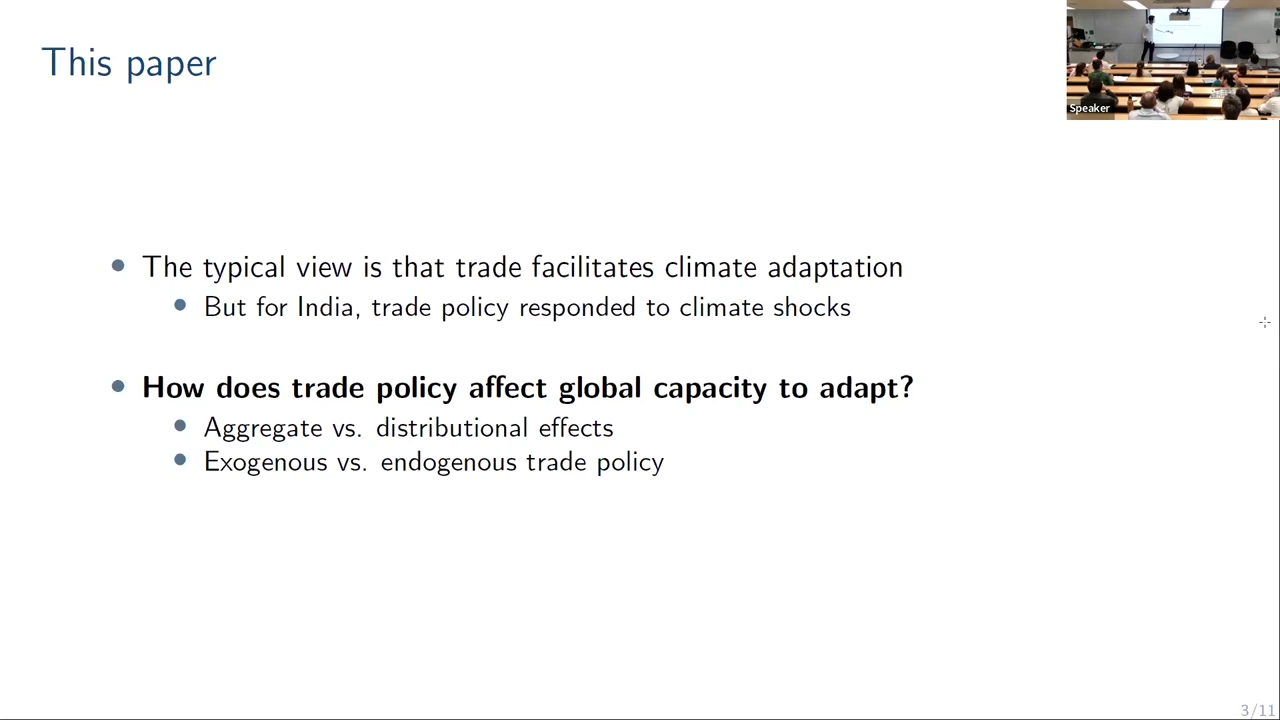 This paper
Speaker
The typical view is that trade facilitates climate adaptation
But for India, trade policy responded to climate shocks
How does trade policy affect global capacity to adapt?
Aggregate vs. distributional effects
Exogenous vs. endogenous trade policy
3/11